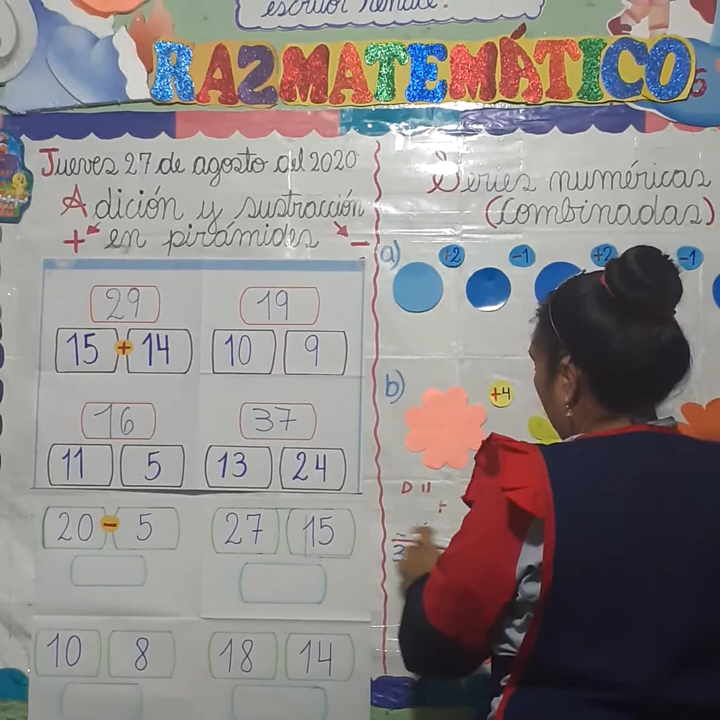 RAZMATEMÁTICO
Jueves 27 de agosto del 2020
Adición y sustracción
+ en pirámides -
29 19
15 + 14 10 9
16 37
11 5 13 24
20 - 5 27 15
10 8 18 14
Series numéricas
(Combinadas)
a) +2 -1 +2 -1
b) +4
D U
+